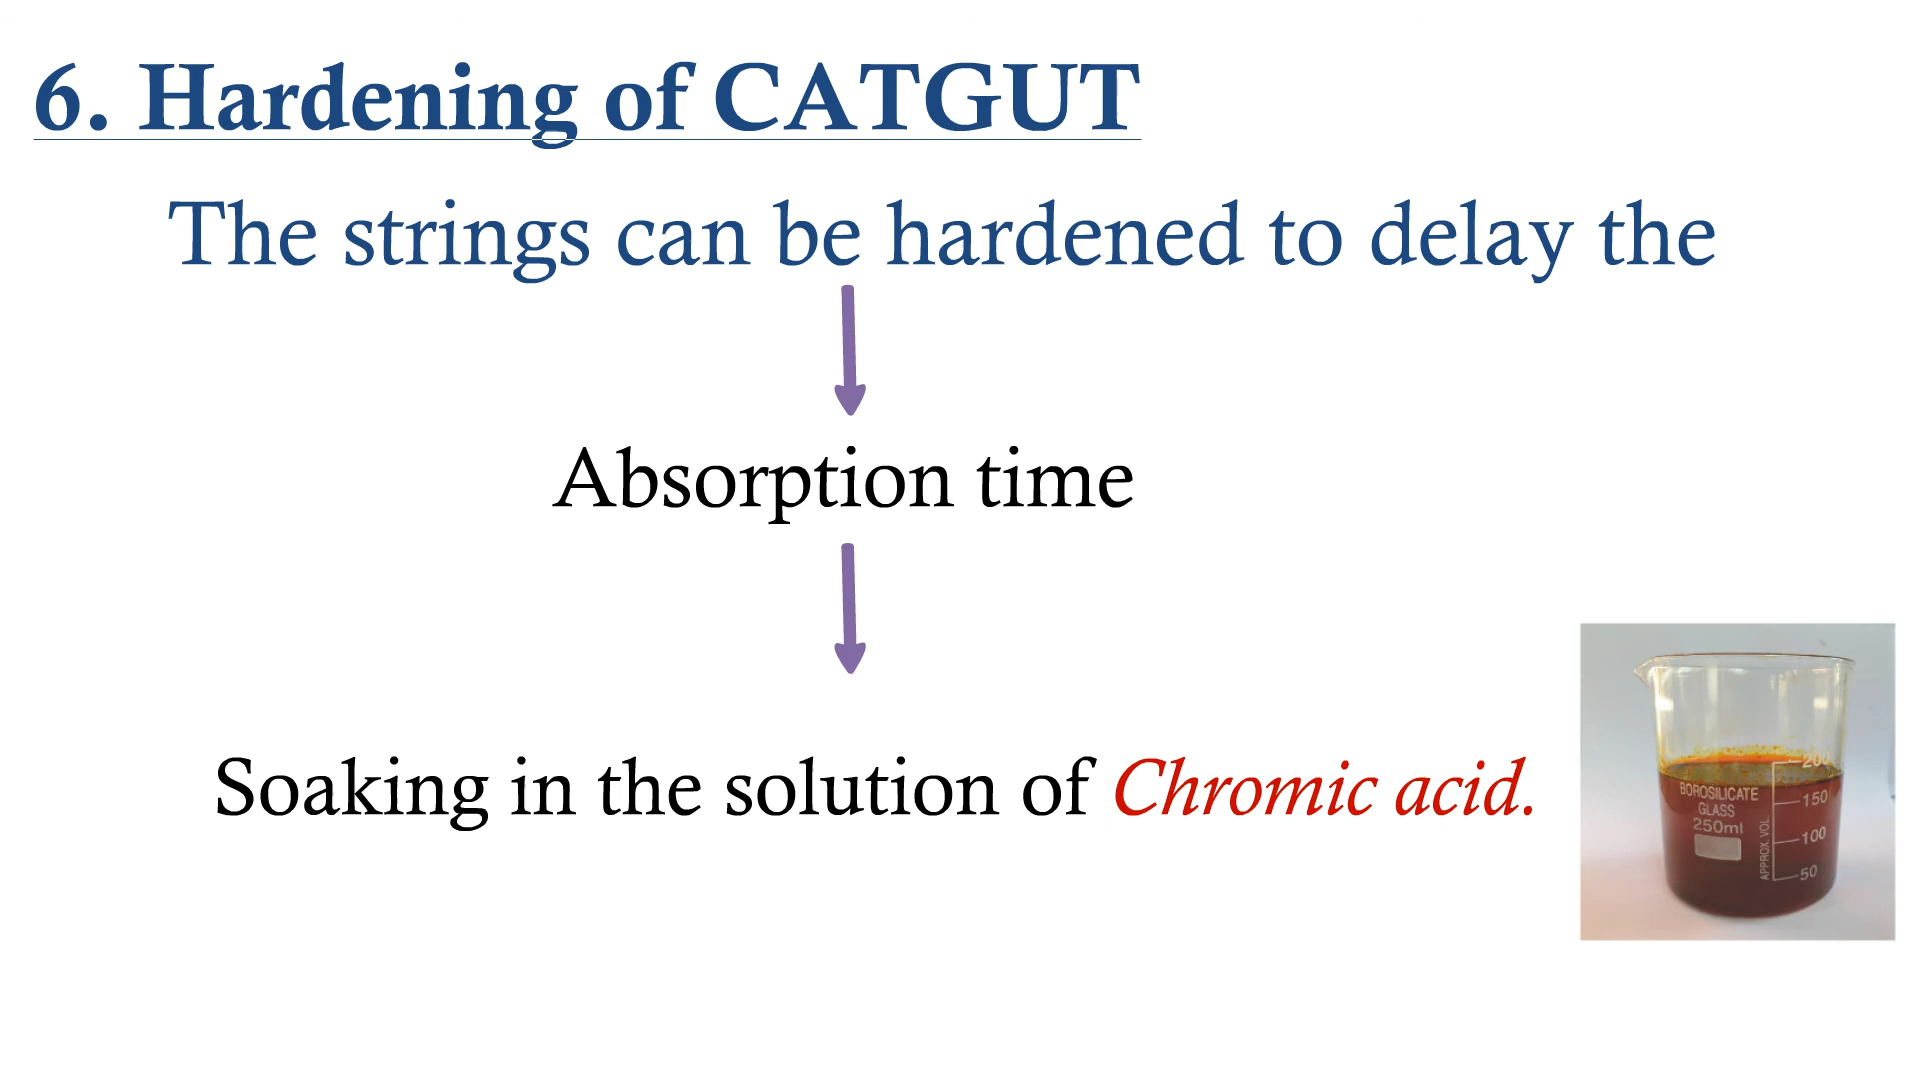 6. Hardening of CATGUT
The strings can be hardened to delay the
Absorption time
Soaking in the solution of Chromic acid.
BOROSILICATE
GLASS
250ml
APPROX. VOL.
200
150
100
50